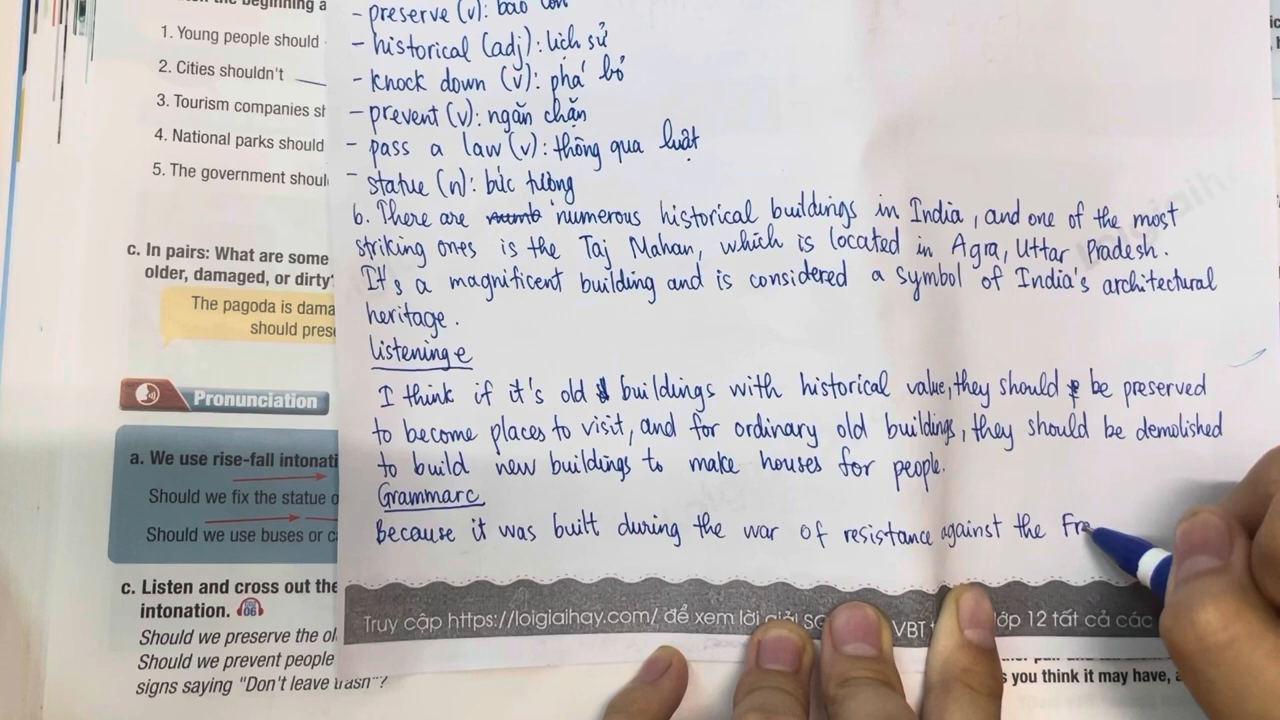 the beginning a
1. Young people should
2. Cities shouldn't
3. Tourism companies sh
4. National parks should
5. The government shoul
c. In pairs: What are some
older, damaged, or dirty?
The pagoda is dama
should pres
Pronunciation
a. We use rise-fall intonati
Should we fix the statue o
Should we use buses or c
c. Listen and cross out the
intonation. 06
Should we preserve the ol
Should we prevent people
signs saying "Don't leave trash"?
- preserve (v): bảo tồn
- historical (adj): lịch sử
- knock down (v): phá bỏ
- prevent (v): ngăn chặn
- pass a law (v): thông qua luật
- statue (n): bức tượng
b. There are numb numerous historical buildings in India, and one of the most
striking ones is the Taj Mahan, which is located in Agra, Uttar Pradesh.
It's a magnificent building and is considered a symbol of India's architectural
heritage.
Listening e
I think if it's old buildings with historical value, they should be preserved
to become places to visit, and for ordinary old buildings, they should be demolished
to build new buildings to make houses for people.
Grammar c
Because it was built during the war of resistance against the Fre
Truy cập https://loigiaihay.com/ để xem lời giải SG VBT lớp 12 tất cả các
you think it may have, a